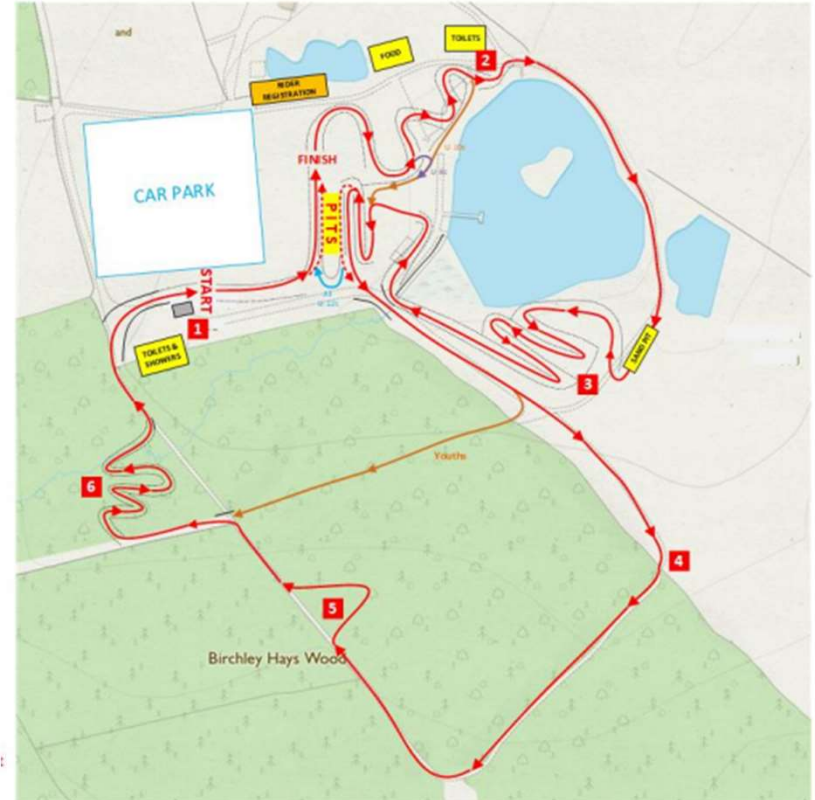 and
TOILETS
FOOD
2
RIDER
REGISTRATION
U 10s
FINISH
CAR PARK
PITS
START
1
TOILETS &
SHOWERS
SAND PIT
3
Youths
6
4
5
Birchley Hays Wood